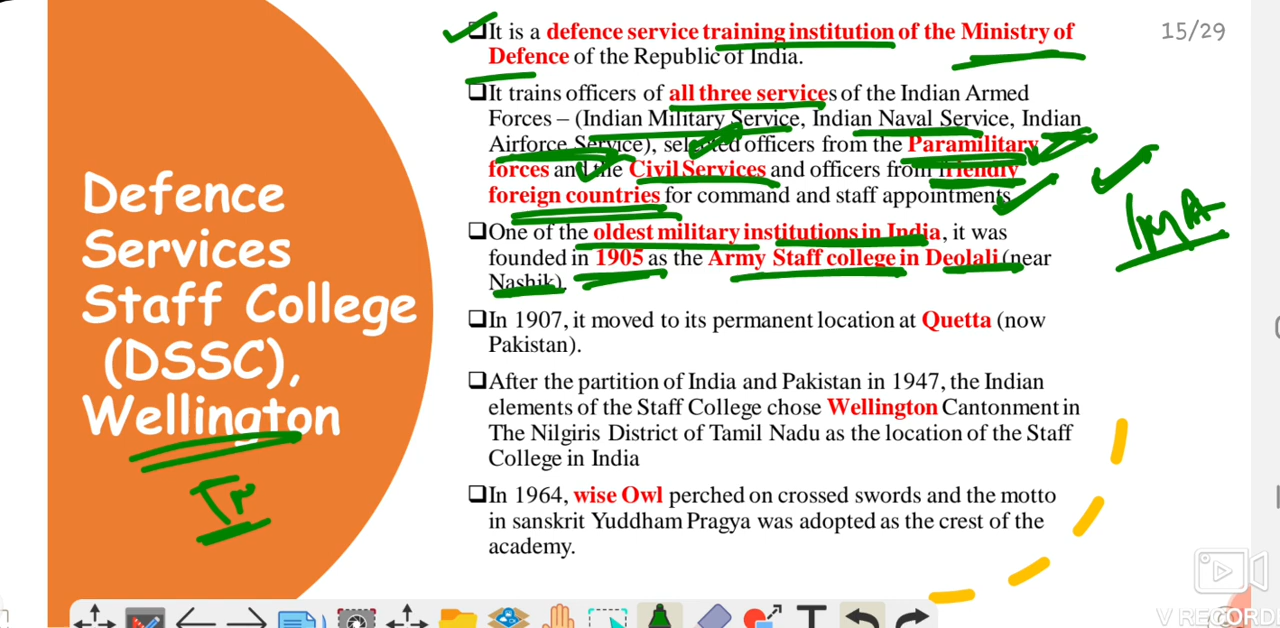 15/29
Defence
Services
Staff College
(DSSC),
Wellington
Tr
It is a defence service training institution of the Ministry of
Defence of the Republic of India.
It trains officers of all three services of the Indian Armed
Forces – (Indian Military Service, Indian Naval Service, Indian
Airforce Service), selected officers from the Paramilitary
forces and the Civil Services and officers from friendly
foreign countries for command and staff appointments
One of the oldest military institutions in India, it was
founded in 1905 as the Army Staff college in Deolali (near
Nashik).
In 1907, it moved to its permanent location at Quetta (now
Pakistan).
After the partition of India and Pakistan in 1947, the Indian
elements of the Staff College chose Wellington Cantonment in
The Nilgiris District of Tamil Nadu as the location of the Staff
College in India
In 1964, wise Owl perched on crossed swords and the motto
in sanskrit Yuddham Pragya was adopted as the crest of the
academy.
T
V RECORD